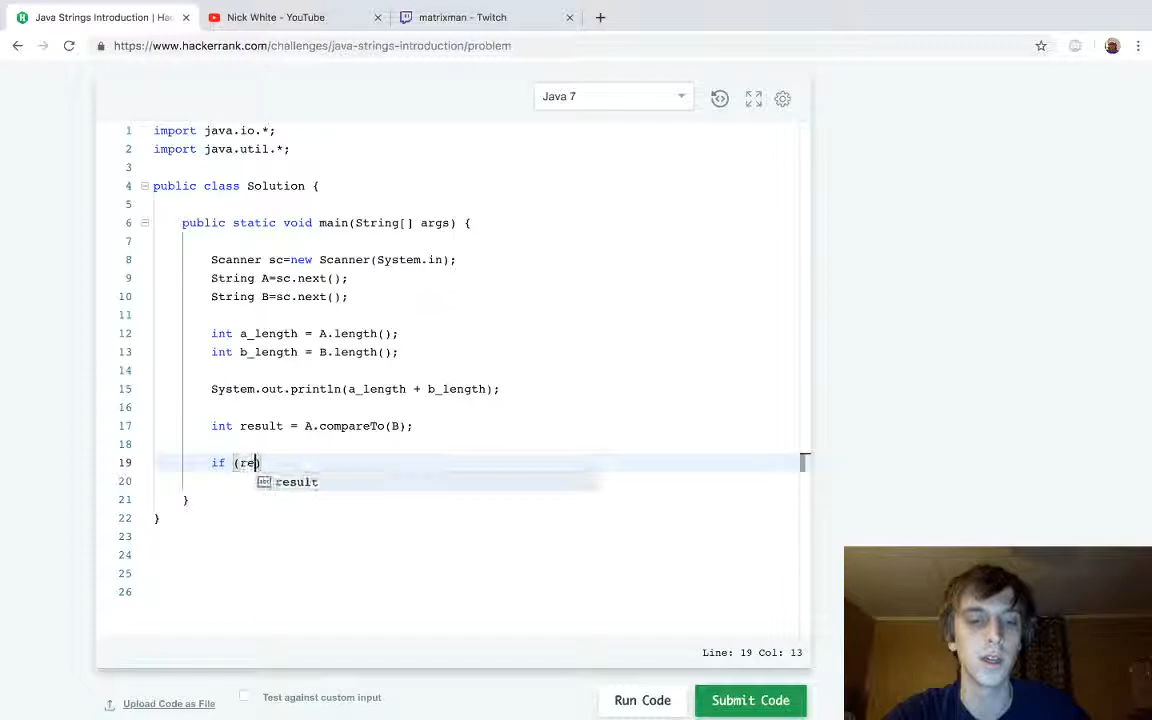 Java Strings Introduction | Hac
Nick White - YouTube
matrixman - Twitch
https://www.hackerrank.com/challenges/java-strings-introduction/problem
Java 7
1 import java.io.*;
2 import java.util.*;
3
4 public class Solution {
5
6 public static void main(String[] args) {
7
8 Scanner sc=new Scanner(System.in);
9 String A=sc.next();
10 String B=sc.next();
11
12 int a_length = A.length();
13 int b_length = B.length();
14
15 System.out.println(a_length + b_length);
16
17 int result = A.compareTo(B);
18
19 if (re)
abc result
20
21 }
22 }
23
24
25
26
Line: 19 Col: 13
Upload Code as File
Test against custom input
Run Code
Submit Code